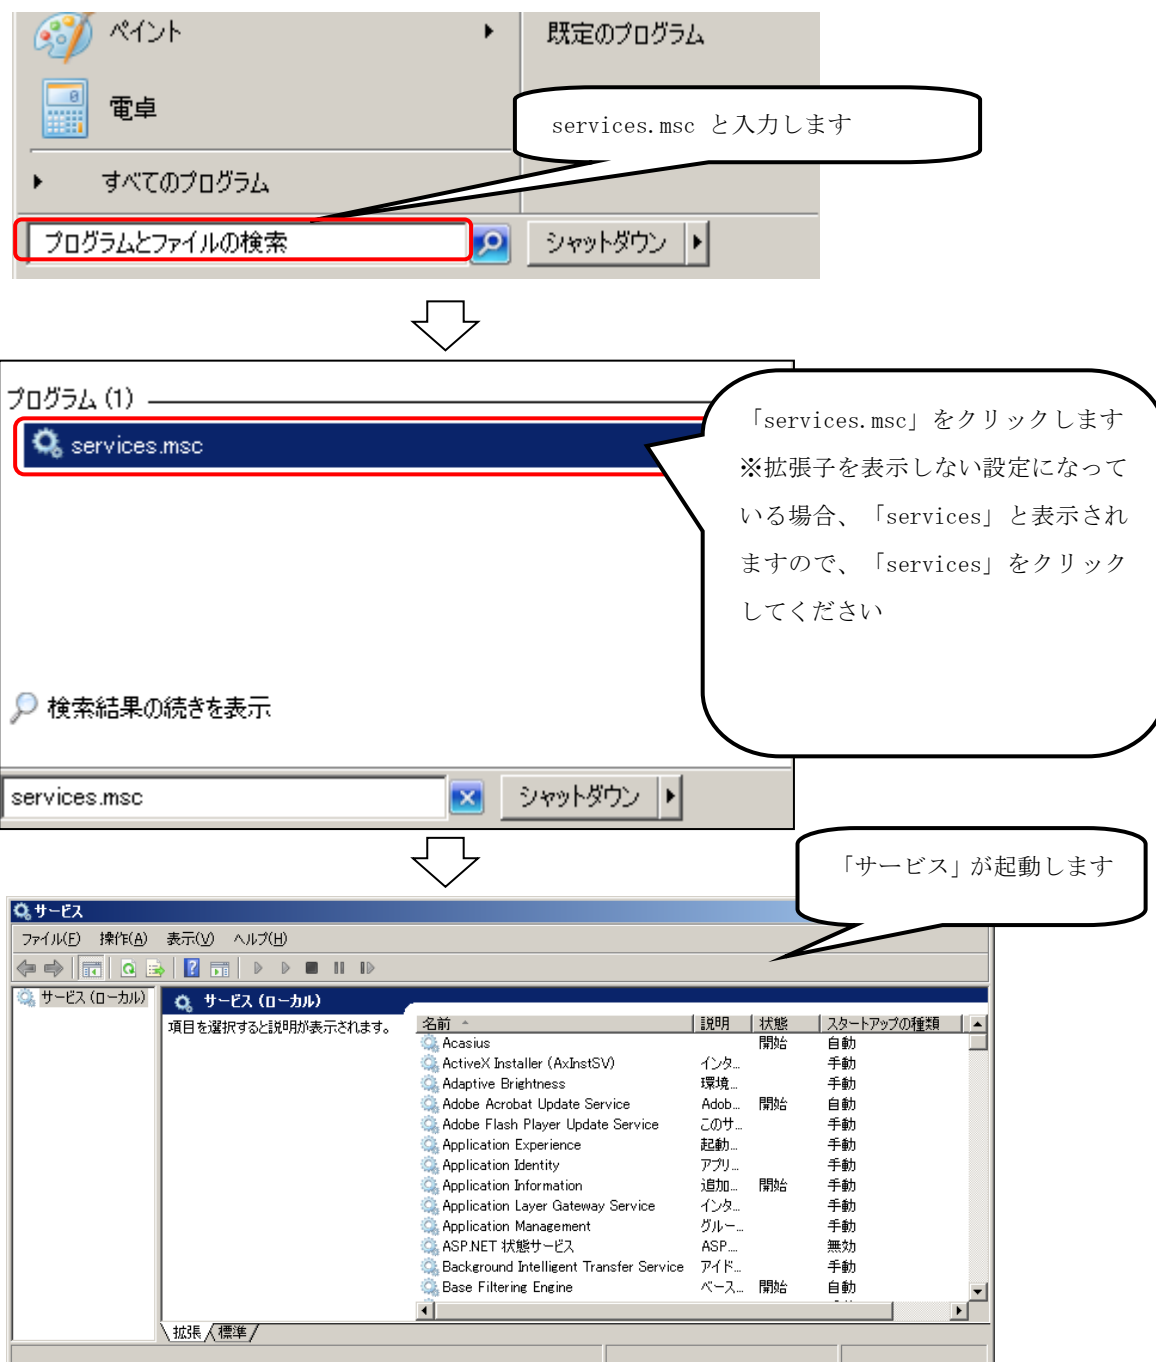 ペイント
既定のプログラム
電卓
services.msc と入力します
すべてのプログラム
プログラムとファイルの検索
シャットダウン
プログラム (1)
services.msc
「services.msc」をクリックします
※拡張子を表示しない設定になって
いる場合、「services」と表示され
ますので、「services」をクリック
してください
検索結果の続きを表示
services.msc
シャットダウン
「サービス」が起動します
サービス
ファイル(F) 操作(A) 表示(V) ヘルプ(H)
サービス (ローカル)
サービス (ローカル)
項目を選択すると説明が表示されます。
名前 説明 状態 スタートアップの種類
Acasius 開始 自動
ActiveX Installer (AxInstSV) インタ... 手動
Adaptive Brightness 環境... 手動
Adobe Acrobat Update Service Adob... 開始 自動
Adobe Flash Player Update Service このサ... 手動
Application Experience 起動... 手動
Application Identity アプリ... 手動
Application Information 追加... 開始 手動
Application Layer Gateway Service インタ... 手動
Application Management グルー... 手動
ASP.NET 状態サービス ASP.... 無効
Background Intelligent Transfer Service アイド... 手動
Base Filtering Engine ベース... 開始 自動
拡張 標準